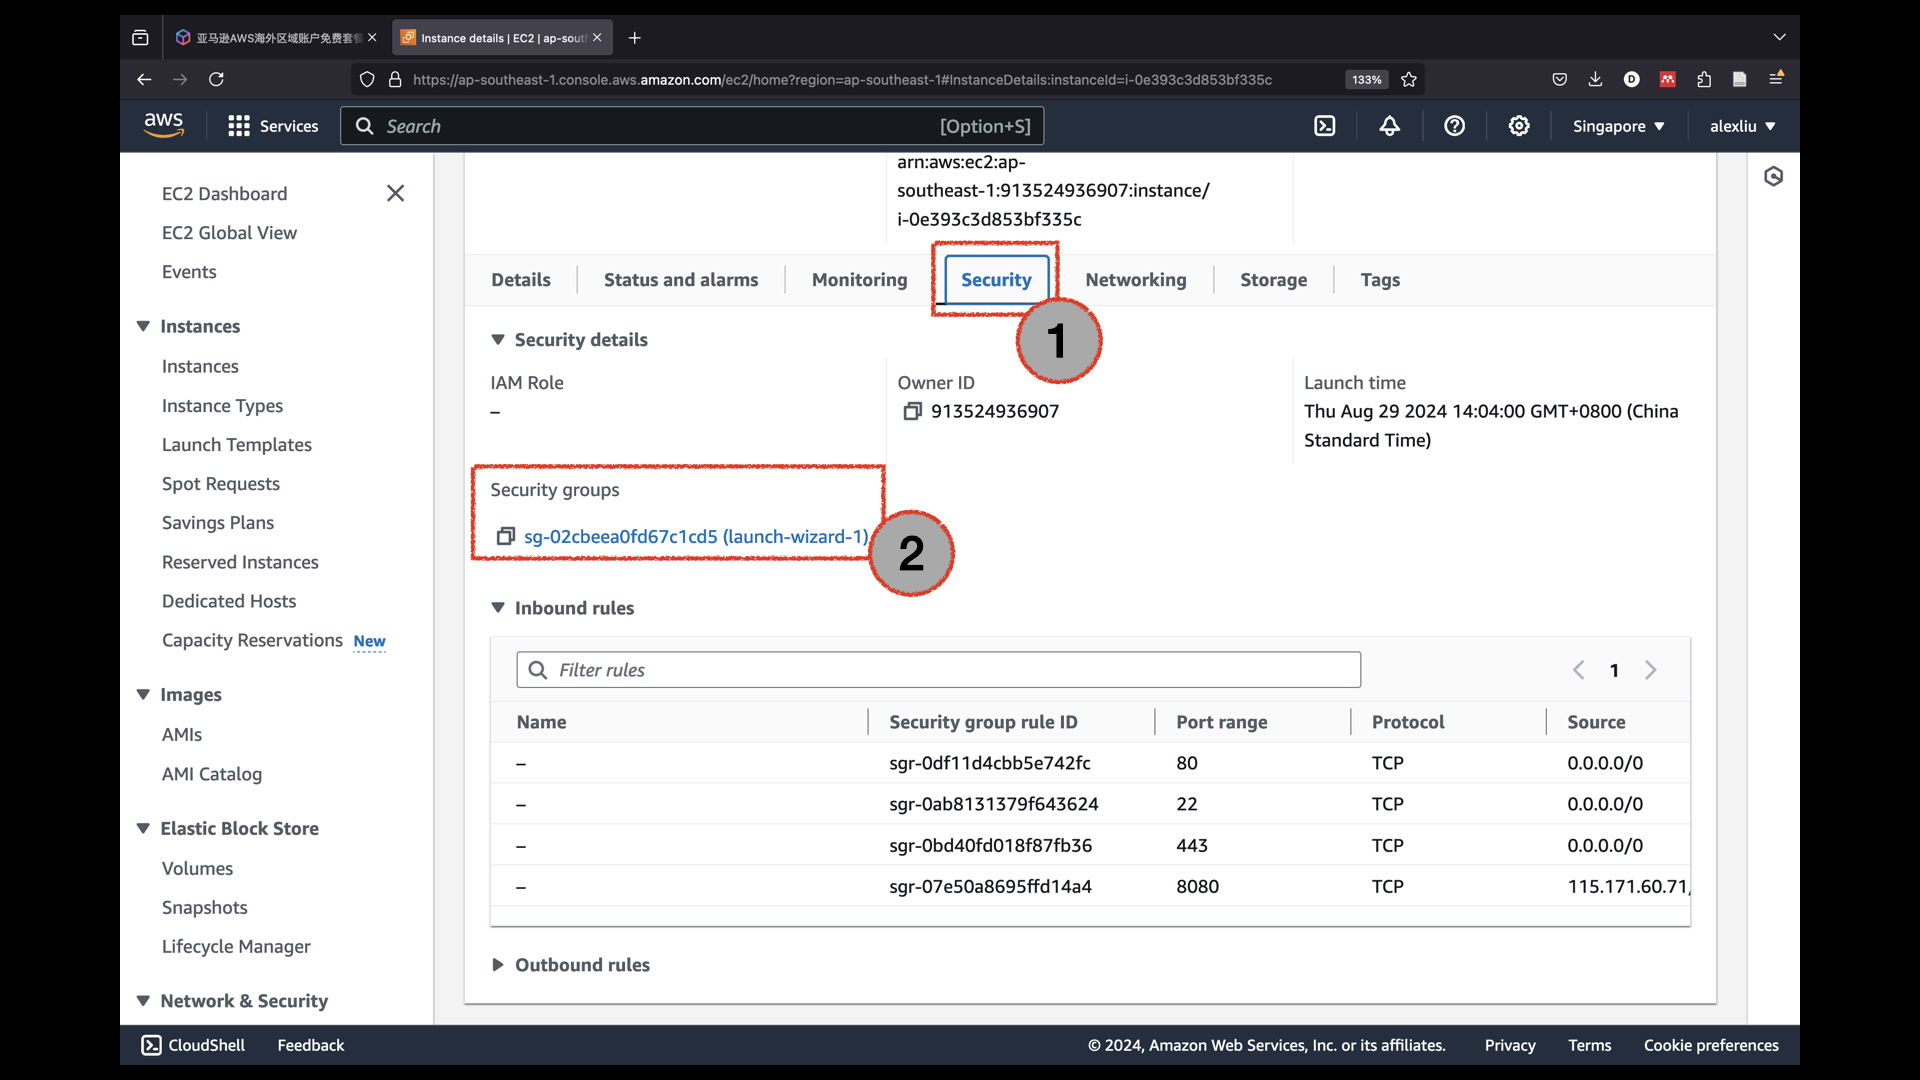 亚马逊AWS海外区域账户免费套餐
Instance details | EC2 | ap-sout
https://ap-southeast-1.console.aws.amazon.com/ec2/home?region=ap-southeast-1#InstanceDetails:instanceId=i-0e393c3d853bf335c
133%
D
aws
Services
Search
[Option+S]
Singapore
alexliu
EC2 Dashboard
EC2 Global View
Events
Instances
Instances
Instance Types
Launch Templates
Spot Requests
Savings Plans
Reserved Instances
Dedicated Hosts
Capacity Reservations New
Images
AMIs
AMI Catalog
Elastic Block Store
Volumes
Snapshots
Lifecycle Manager
Network & Security
arn:aws:ec2:ap-
southeast-1:913524936907:instance/
i-0e393c3d853bf335c
Details
Status and alarms
Monitoring
Security
Networking
Storage
Tags
1
Security details
IAM Role
–
Owner ID
913524936907
Launch time
Thu Aug 29 2024 14:04:00 GMT+0800 (China
Standard Time)
Security groups
sg-02cbeea0fd67c1cd5 (launch-wizard-1)
2
Inbound rules
Filter rules
1
Name Security group rule ID Port range Protocol Source
– sgr-0df11d4cbb5e742fc 80 TCP 0.0.0.0/0
– sgr-0ab8131379f643624 22 TCP 0.0.0.0/0
– sgr-0bd40fd018f87fb36 443 TCP 0.0.0.0/0
– sgr-07e50a8695ffd14a4 8080 TCP 115.171.60.71/
Outbound rules
CloudShell
Feedback
© 2024, Amazon Web Services, Inc. or its affiliates.
Privacy
Terms
Cookie preferences